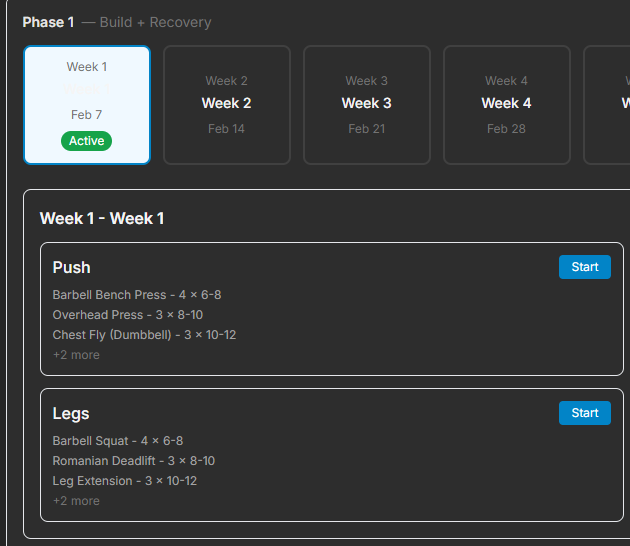 Phase 1 — Build + Recovery
Week 1
Week 1
Feb 7
Active
Week 2
Week 2
Feb 14
Week 3
Week 3
Feb 21
Week 4
Week 4
Feb 28
Week 1 - Week 1
Push
Start
Barbell Bench Press - 4 × 6-8
Overhead Press - 3 × 8-10
Chest Fly (Dumbbell) - 3 × 10-12
+2 more
Legs
Start
Barbell Squat - 4 × 6-8
Romanian Deadlift - 3 × 8-10
Leg Extension - 3 × 10-12
+2 more